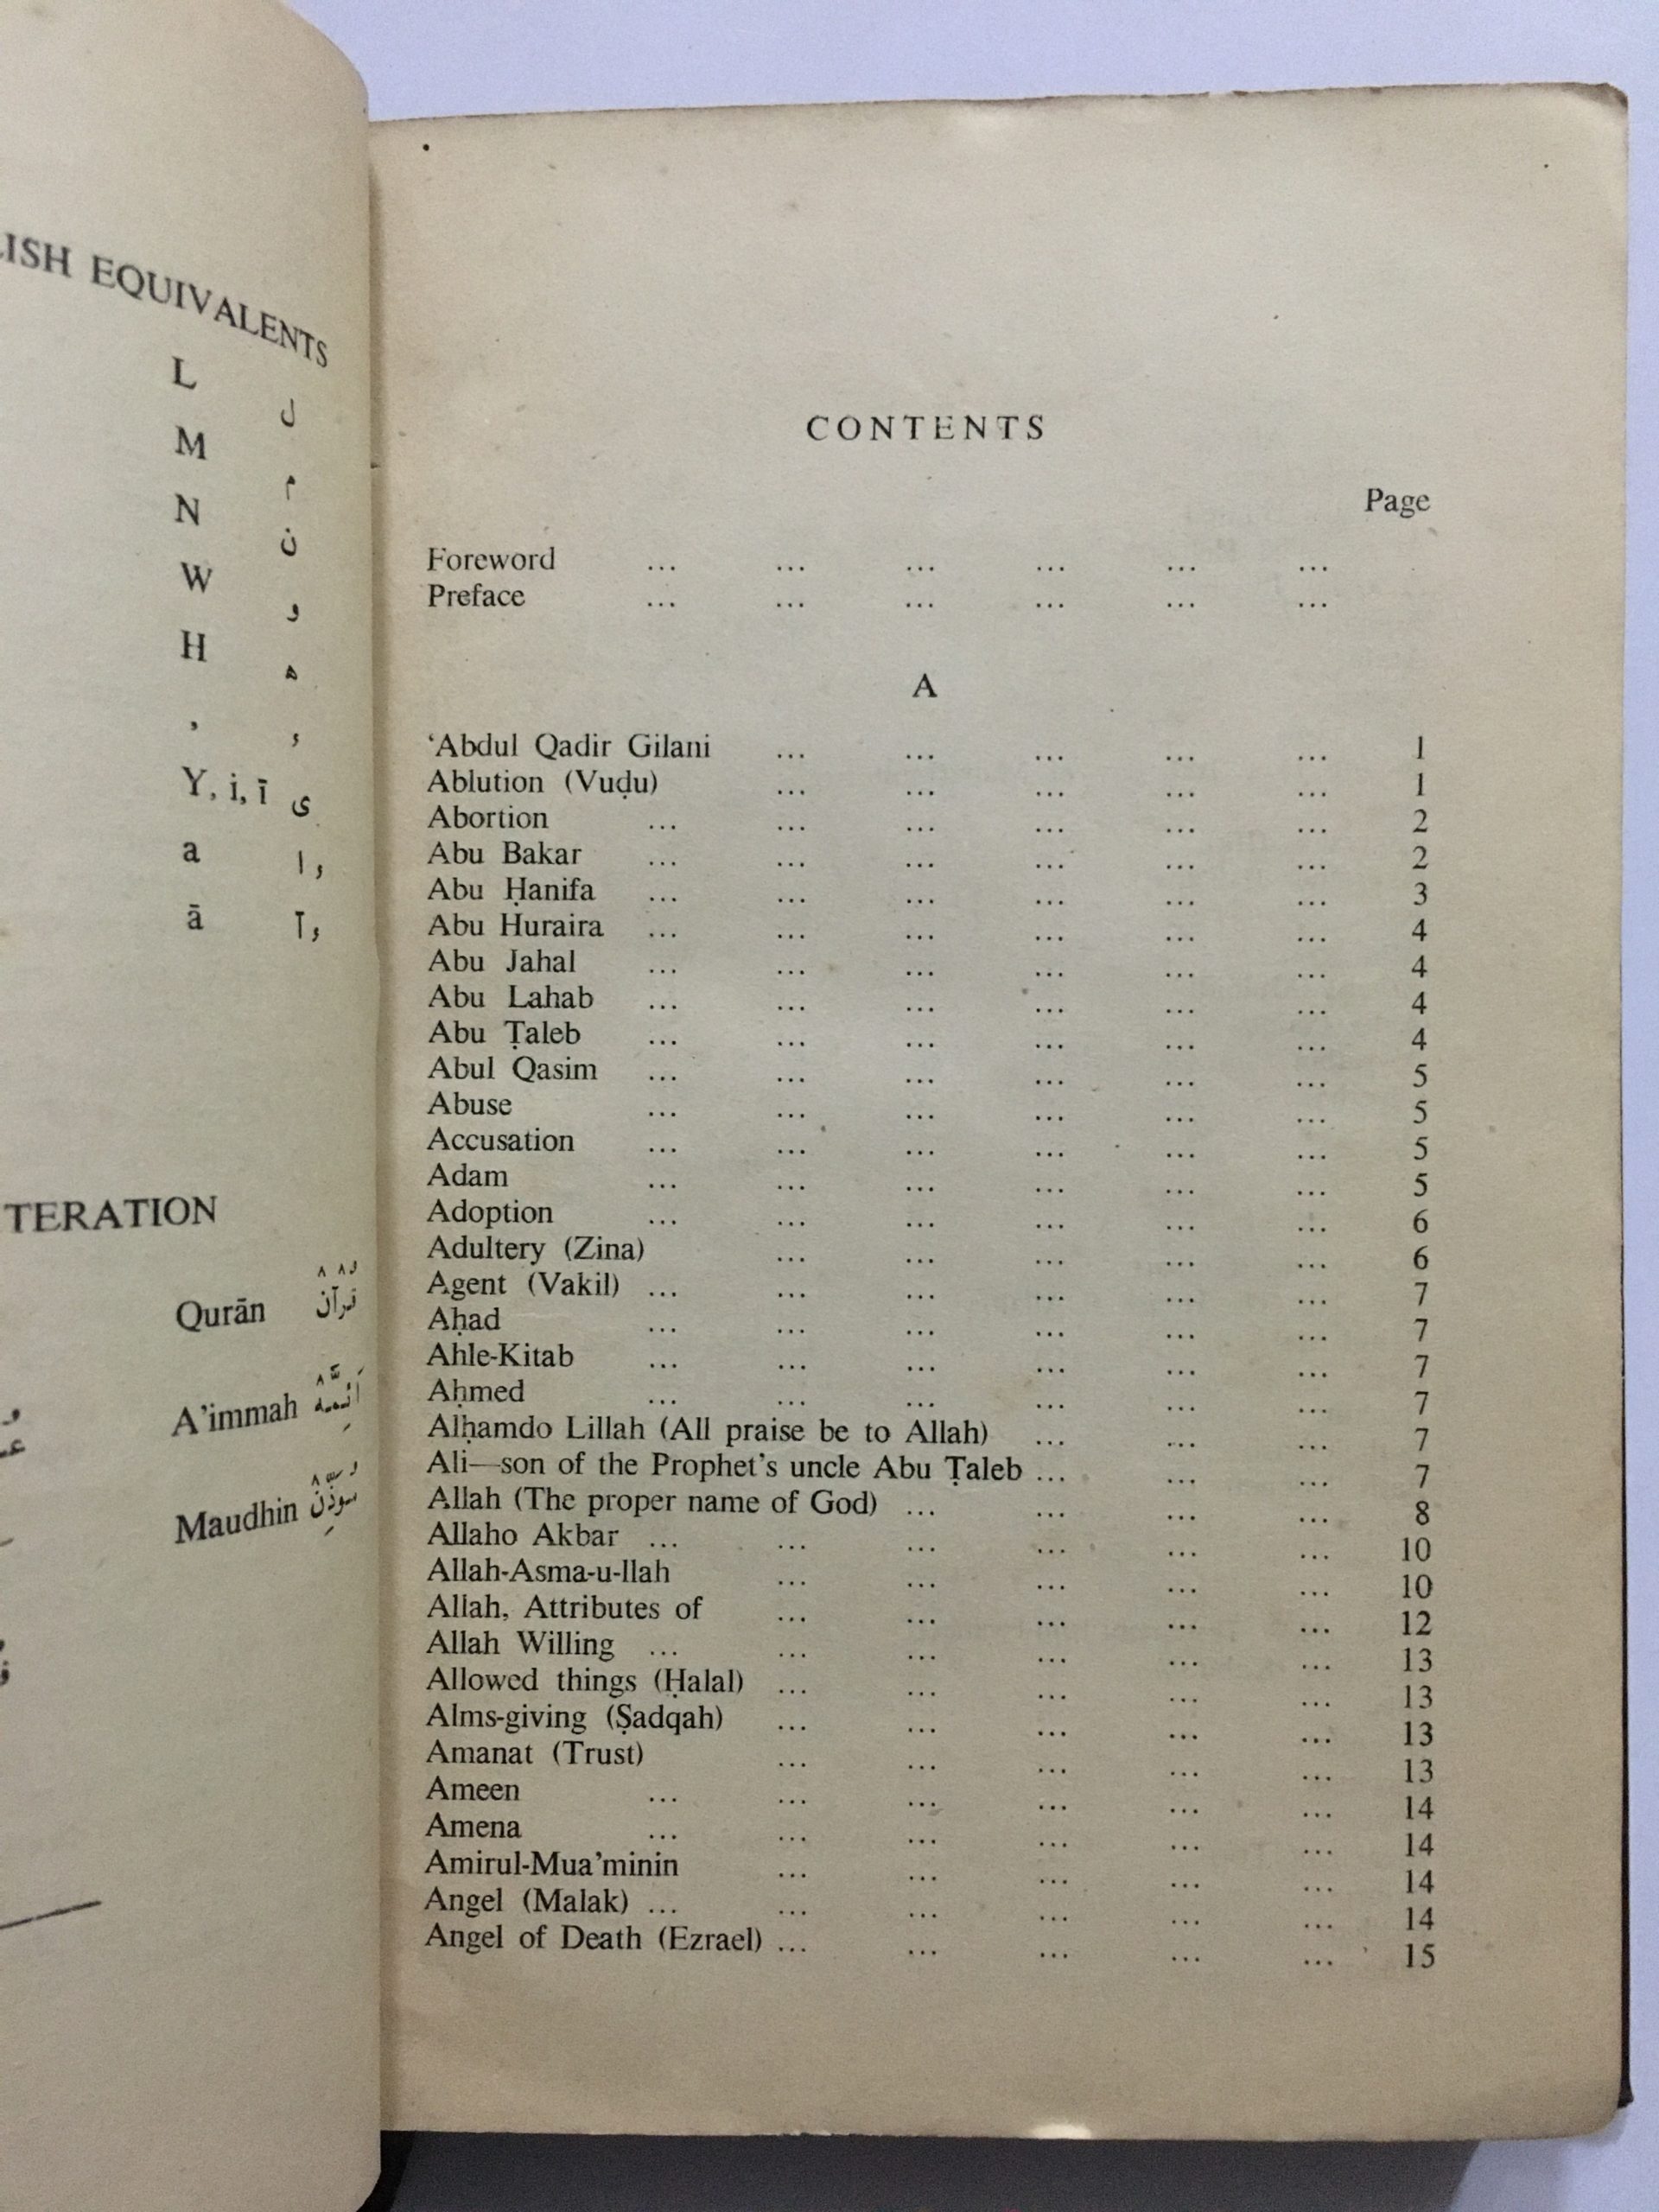 LISH EQUIVALENTS
L ل
M م
N ن
W و
H ه
’ ء
Y, i, ī ى
a ا ,
ā آ ,
TERATION
Qurān قُرْآنْ
A’immah
Maudhin
CONTENTS
Page
Foreword ... ... ... ... ... ...
Preface ... ... ... ... ... ...
A
‘Abdul Qadir Gilani ... ... ... ... ... 1
Ablution (Vuḍu) ... ... ... ... ... 1
Abortion ... ... ... ... ... ... 2
Abu Bakar ... ... ... ... ... ... 2
Abu Ḥanifa ... ... ... ... ... ... 3
Abu Huraira ... ... ... ... ... ... 4
Abu Jahal ... ... ... ... ... ... 4
Abu Lahab ... ... ... ... ... ... 4
Abu Ṭaleb ... ... ... ... ... ... 4
Abul Qasim ... ... ... ... ... ... 5
Abuse ... ... ... ... ... ... 5
Accusation ... ... ... ... ... ... 5
Adam ... ... ... ... ... ... 5
Adoption ... ... ... ... ... ... 6
Adultery (Zina) ... ... ... ... ... 6
Agent (Vakil) ... ... ... ... ... ... 7
Aḥad ... ... ... ... ... ... 7
Ahle-Kitab ... ... ... ... ... ... 7
Aḥmed ... ... ... ... ... ... 7
Alḥamdo Lillah (All praise be to Allah) ... ... ... 7
Ali—son of the Prophet’s uncle Abu Ṭaleb ... ... ... 7
Allah (The proper name of God) ... ... ... ... 8
Allaho Akbar ... ... ... ... ... ... 10
Allah-Asma-u-llah ... ... ... ... ... 10
Allah, Attributes of ... ... ... ... ... 12
Allah Willing ... ... ... ... ... ... 13
Allowed things (Ḥalal) ... ... ... ... ... 13
Alms-giving (Ṣadqah) ... ... ... ... ... 13
Amanat (Trust) ... ... ... ... ... 13
Ameen ... ... ... ... ... ... 14
Amena ... ... ... ... ... ... 14
Amirul-Mua’minin ... ... ... ... ... 14
Angel (Malak) ... ... ... ... ... ... 14
Angel of Death (Ezrael) ... ... ... ... ... 15